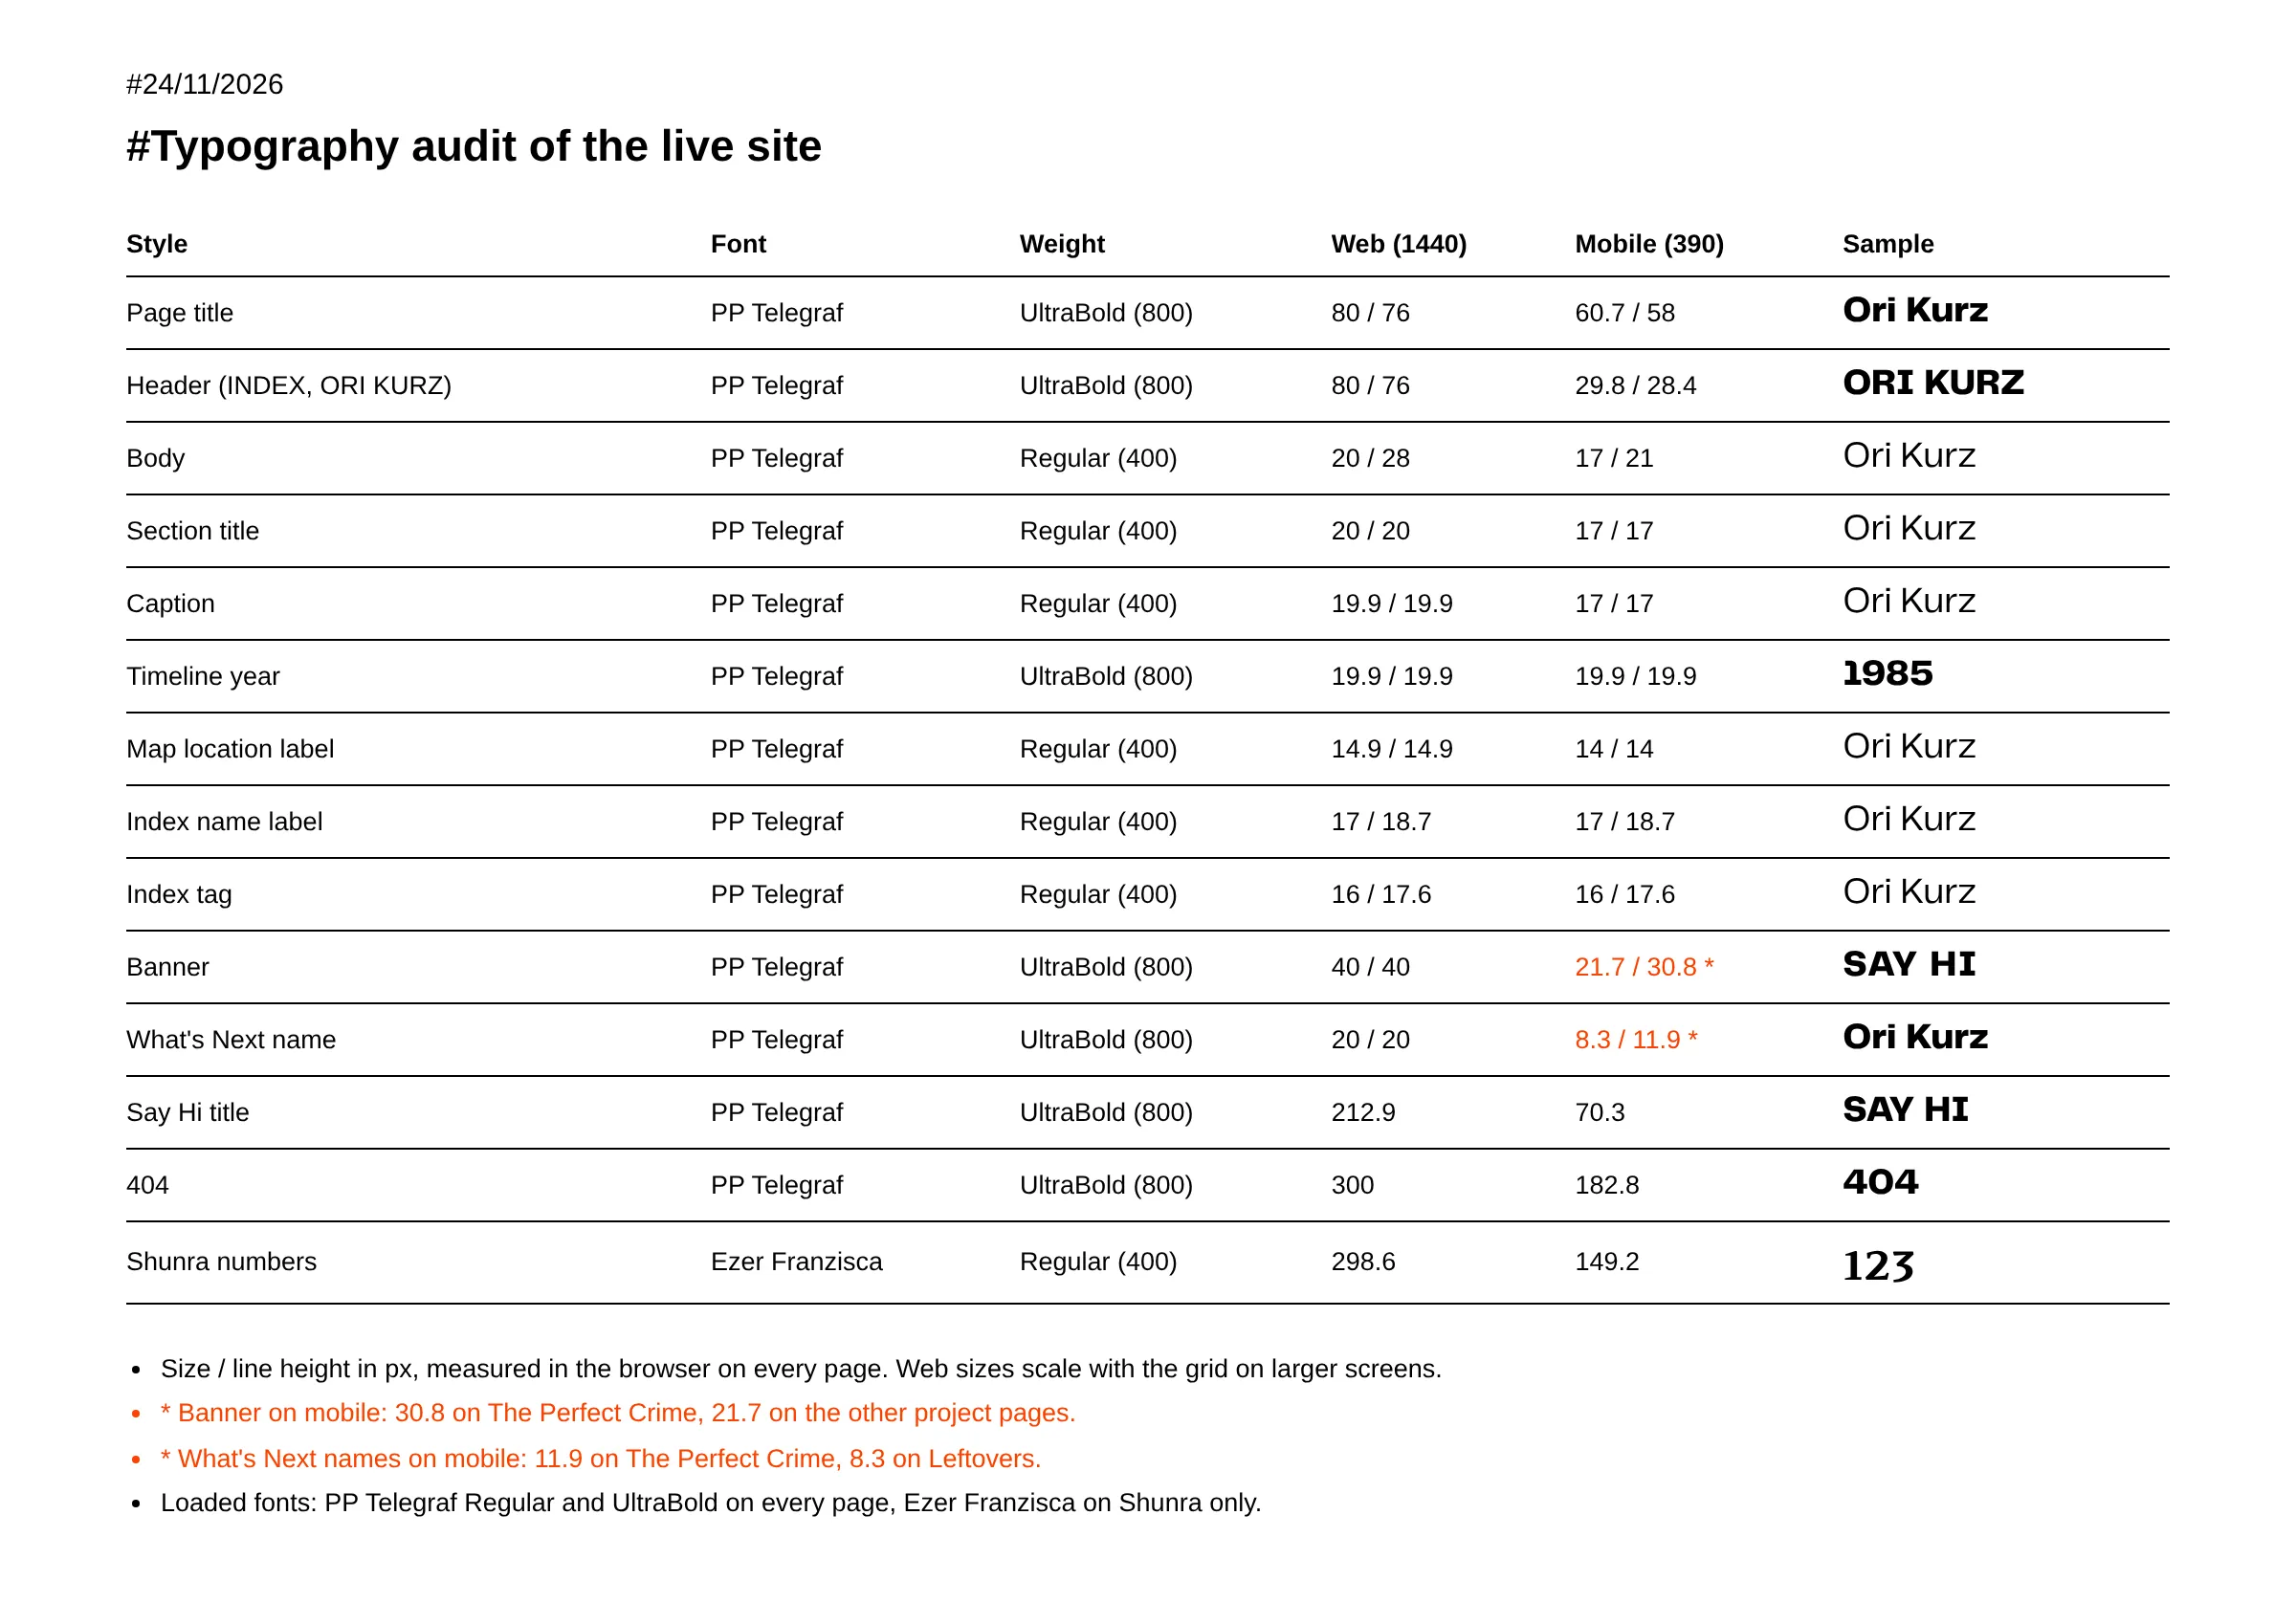 #24/11/2026
#Typography audit of the live site
Style Font Weight Web (1440) Mobile (390) Sample
Page title PP Telegraf UltraBold (800) 80 / 76 60.7 / 58 Ori Kurz
Header (INDEX, ORI KURZ) PP Telegraf UltraBold (800) 80 / 76 29.8 / 28.4 ORI KURZ
Body PP Telegraf Regular (400) 20 / 28 17 / 21 Ori Kurz
Section title PP Telegraf Regular (400) 20 / 20 17 / 17 Ori Kurz
Caption PP Telegraf Regular (400) 19.9 / 19.9 17 / 17 Ori Kurz
Timeline year PP Telegraf UltraBold (800) 19.9 / 19.9 19.9 / 19.9 1985
Map location label PP Telegraf Regular (400) 14.9 / 14.9 14 / 14 Ori Kurz
Index name label PP Telegraf Regular (400) 17 / 18.7 17 / 18.7 Ori Kurz
Index tag PP Telegraf Regular (400) 16 / 17.6 16 / 17.6 Ori Kurz
Banner PP Telegraf UltraBold (800) 40 / 40 21.7 / 30.8 * SAY HI
What's Next name PP Telegraf UltraBold (800) 20 / 20 8.3 / 11.9 * Ori Kurz
Say Hi title PP Telegraf UltraBold (800) 212.9 70.3 SAY HI
404 PP Telegraf UltraBold (800) 300 182.8 404
Shunra numbers Ezer Franzisca Regular (400) 298.6 149.2 123
• Size / line height in px, measured in the browser on every page. Web sizes scale with the grid on larger screens.
• * Banner on mobile: 30.8 on The Perfect Crime, 21.7 on the other project pages.
• * What's Next names on mobile: 11.9 on The Perfect Crime, 8.3 on Leftovers.
• Loaded fonts: PP Telegraf Regular and UltraBold on every page, Ezer Franzisca on Shunra only.